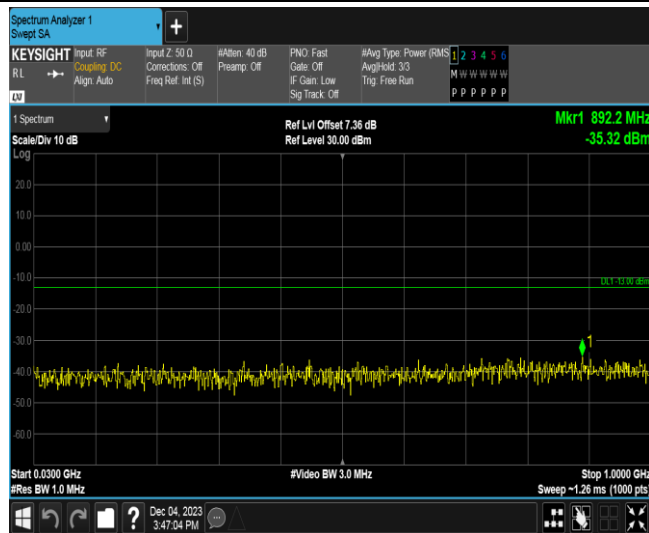 Spectrum Analyzer 1
Swept SA
+
KEYSIGHT
RL
Input: RF
Coupling: DC
Align: Auto
Input Z: 50 Ω
Corrections: Off
Freq Ref: Int (S)
#Atten: 40 dB
Preamp: Off
PNO: Fast
Gate: Off
IF Gain: Low
Sig Track: Off
#Avg Type: Power (RMS
Avg|Hold: 3/3
Trig: Free Run
1 2 3 4 5 6
M W W W W W
P P P P P P
1 Spectrum
Scale/Div 10 dB
Log
Ref Lvl Offset 7.36 dB
Ref Level 30.00 dBm
Mkr1 892.2 MHz
-35.32 dBm
20.0
10.0
0.00
-10.0
DL1 -13.00 dBm
-20.0
-30.0
1
-40.0
-50.0
-60.0
Start 0.0300 GHz
#Video BW 3.0 MHz
Stop 1.0000 GHz
#Res BW 1.0 MHz
Sweep ~1.26 ms (1000 pts)
?
Dec 04, 2023
3:47:04 PM